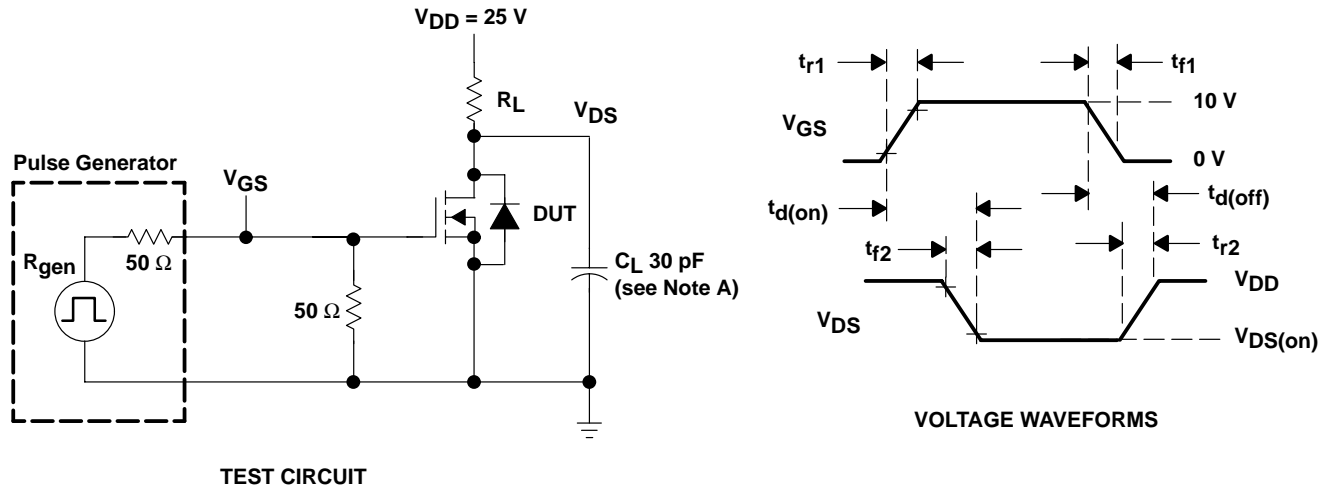 VDD = 25 V
RL
VDS
Pulse Generator
VGS
Rgen
50 Ω
50 Ω
DUT
CL 30 pF
(see Note A)
TEST CIRCUIT
tr1
tf1
10 V
VGS
0 V
td(on)
td(off)
tf2
tr2
VDD
VDS
VDS(on)
VOLTAGE WAVEFORMS